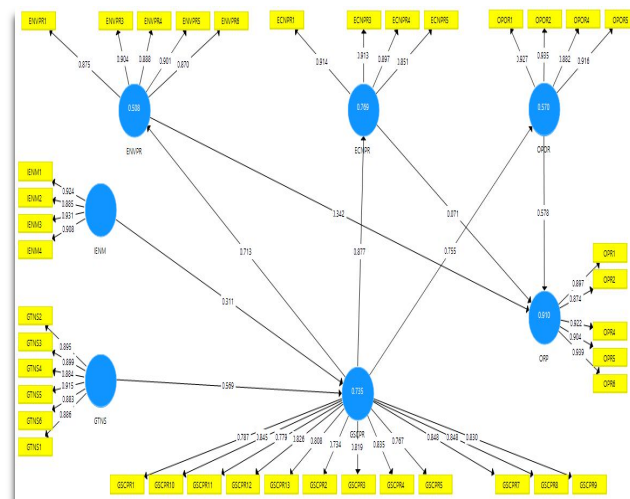 ENVPR1 ENVPR3 ENVPR4 ENVPR5 ENVPR6
ECNPR1 ECNPR3 ECNPR4 ECNPR5
OPOR1 OPOR2 OPOR4 OPOR5
0.875 0.904 0.888 0.901 0.870
0.914 0.913 0.897 0.851
0.927 0.935 0.882 0.916
0.508
ENVPR
0.769
ECNPR
0.570
OPOR
IENM1 0.924
IENM2 0.885
IENM3 0.931
IENM4 0.908
IENM
0.713
0.877
0.755
0.342
0.071
0.578
0.311
OPR1 0.897
OPR2 0.874
OPR4 0.922
OPR5 0.904
OPR6 0.939
0.910
ORP
GTNS2 0.895
GTNS3 0.899
GTNS4 0.884
GTNS5 0.915
GTNS6 0.883
GTNS1 0.886
GTNS
0.569
GSCPR
0.787 0.845 0.779 0.826 0.808 0.734 0.819 0.835 0.767 0.848 0.848 0.830
GSCPR1 GSCPR10 GSCPR11 GSCPR12 GSCPR13 GSCPR2 GSCPR3 GSCPR4 GSCPR5 GSCPR7 GSCPR8 GSCPR9